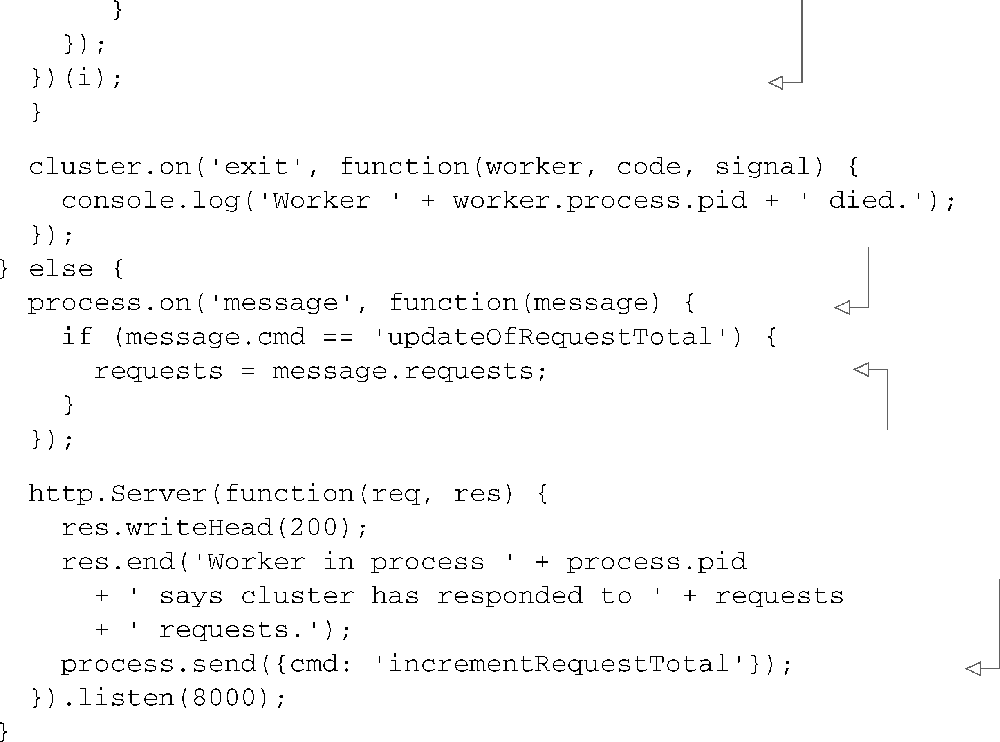 }
});
})(i);
}
cluster.on('exit', function(worker, code, signal) {
console.log('Worker ' + worker.process.pid + ' died.');
});
} else {
process.on('message', function(message) {
if (message.cmd == 'updateOfRequestTotal') {
requests = message.requests;
}
});
http.Server(function(req, res) {
res.writeHead(200);
res.end('Worker in process ' + process.pid
+ ' says cluster has responded to ' + requests
+ ' requests.');
process.send({cmd: 'incrementRequestTotal'});
}).listen(8000);
}